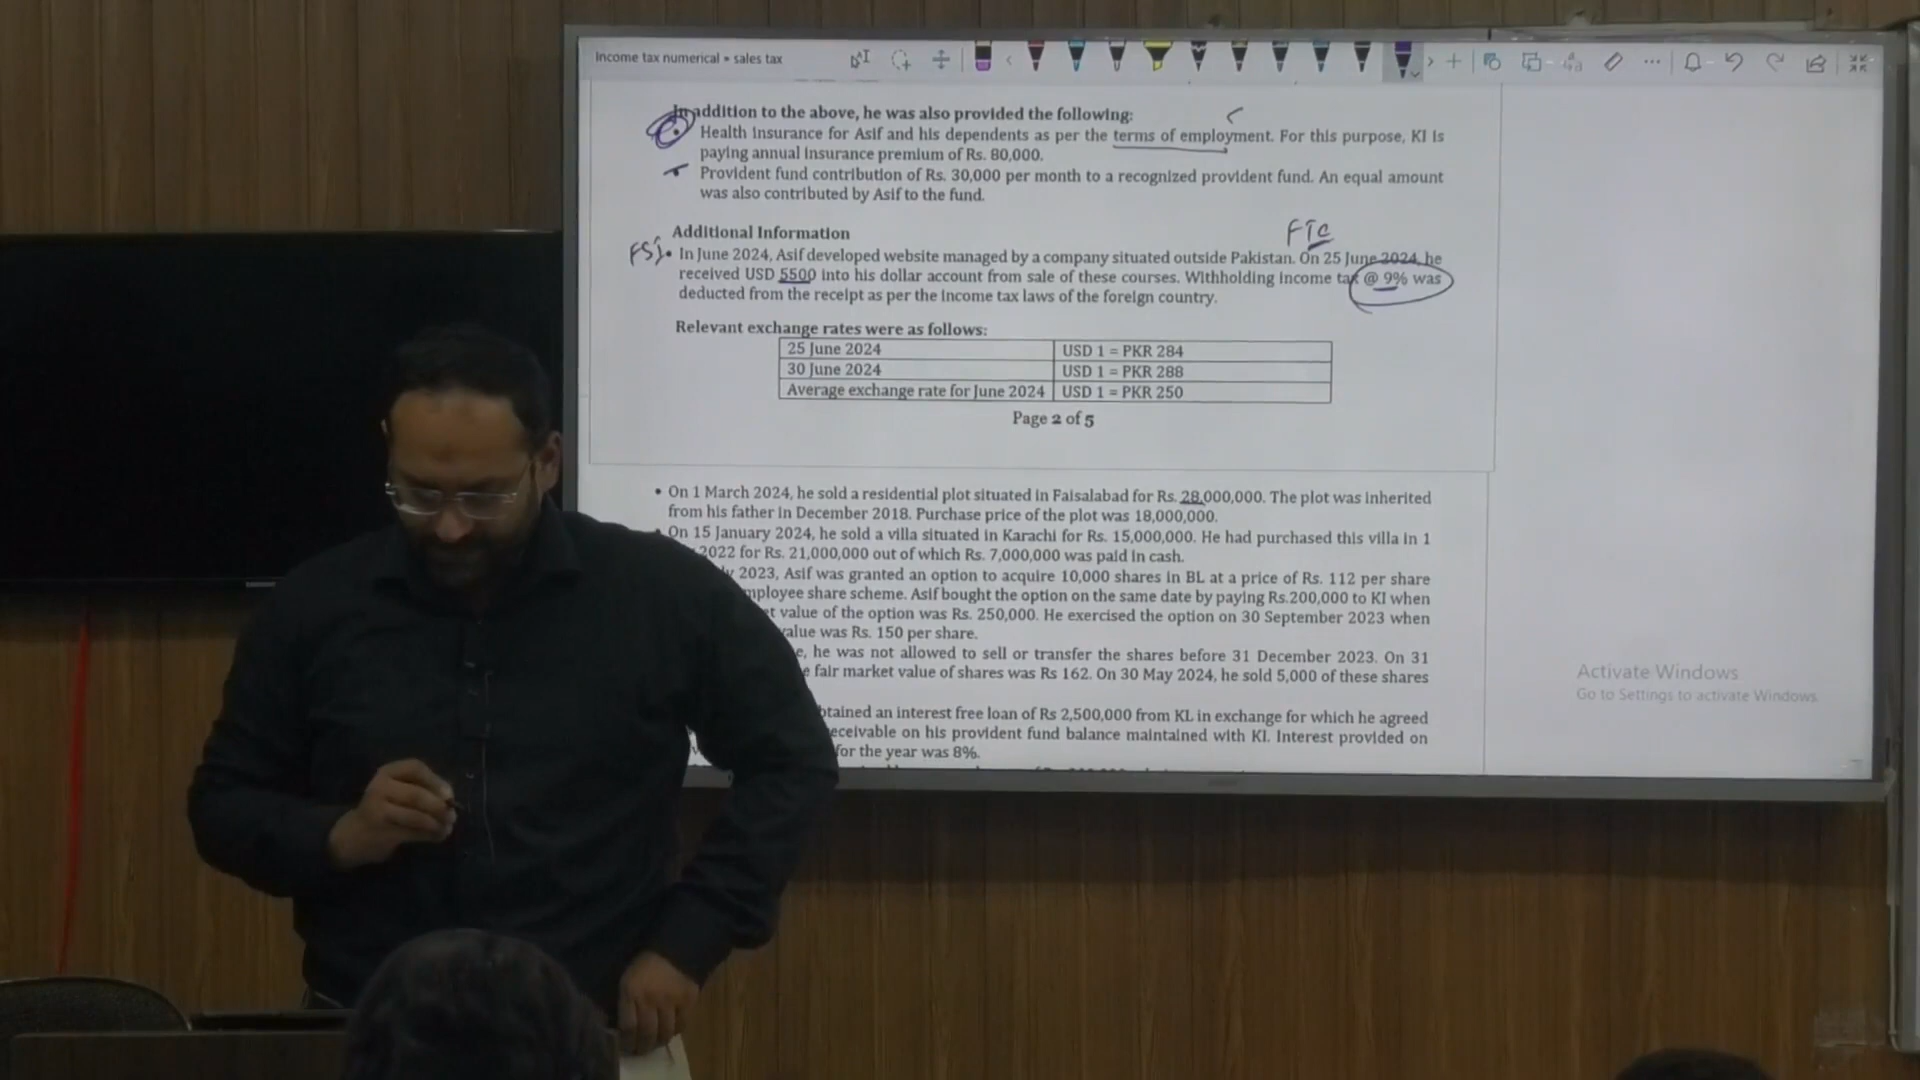 Income tax numerical + sales tax
In addition to the above, he was also provided the following:
Health insurance for Asif and his dependents as per the terms of employment. For this purpose, KI is
paying annual insurance premium of Rs. 80,000.
Provident fund contribution of Rs. 30,000 per month to a recognized provident fund. An equal amount
was also contributed by Asif to the fund.
FTC
Additional Information
FSI
• In June 2024, Asif developed website managed by a company situated outside Pakistan. On 25 June 2024, he
received USD 5500 into his dollar account from sale of these courses. Withholding income tax @ 9% was
deducted from the receipt as per the income tax laws of the foreign country.
Relevant exchange rates were as follows:
25 June 2024 USD 1 = PKR 284
30 June 2024 USD 1 = PKR 288
Average exchange rate for June 2024 USD 1 = PKR 250
Page 2 of 5
• On 1 March 2024, he sold a residential plot situated in Faisalabad for Rs. 28,000,000. The plot was inherited
from his father in December 2018. Purchase price of the plot was 18,000,000.
• On 15 January 2024, he sold a villa situated in Karachi for Rs. 15,000,000. He had purchased this villa in 1
2022 for Rs. 21,000,000 out of which Rs. 7,000,000 was paid in cash.
2023, Asif was granted an option to acquire 10,000 shares in BL at a price of Rs. 112 per share
employee share scheme. Asif bought the option on the same date by paying Rs.200,000 to KI when
value of the option was Rs. 250,000. He exercised the option on 30 September 2023 when
value was Rs. 150 per share.
he was not allowed to sell or transfer the shares before 31 December 2023. On 31
fair market value of shares was Rs 162. On 30 May 2024, he sold 5,000 of these shares
obtained an interest free loan of Rs 2,500,000 from KL in exchange for which he agreed
receivable on his provident fund balance maintained with KI. Interest provided on
for the year was 8%.
Activate Windows
Go to Settings to activate Windows.